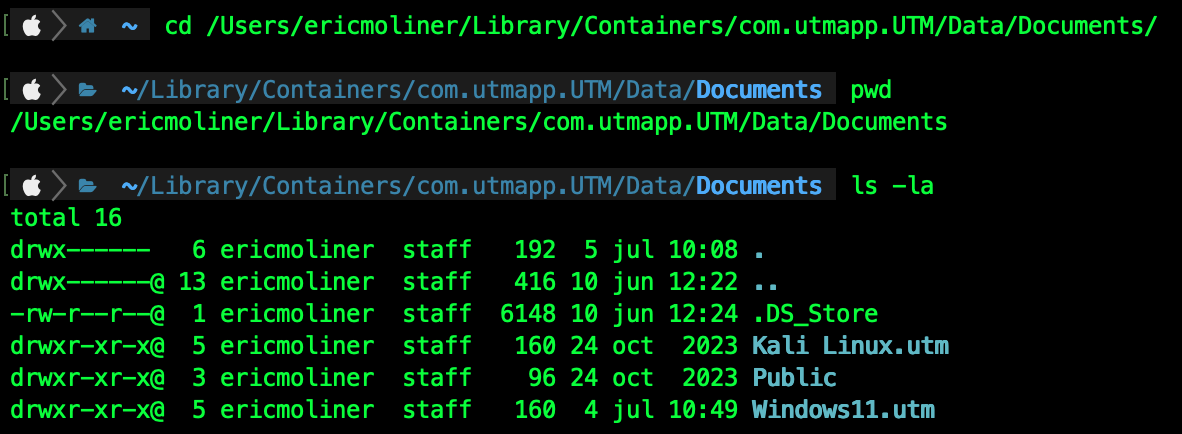 ~ cd /Users/ericmoliner/Library/Containers/com.utmapp.UTM/Data/Documents/
~/Library/Containers/com.utmapp.UTM/Data/Documents pwd
/Users/ericmoliner/Library/Containers/com.utmapp.UTM/Data/Documents
~/Library/Containers/com.utmapp.UTM/Data/Documents ls -la
total 16
drwx------   6 ericmoliner  staff   192  5 jul 10:08 .
drwx------@ 13 ericmoliner  staff   416 10 jun 12:22 ..
-rw-r--r--@  1 ericmoliner  staff  6148 10 jun 12:24 .DS_Store
drwxr-xr-x@  5 ericmoliner  staff   160 24 oct  2023 Kali Linux.utm
drwxr-xr-x@  3 ericmoliner  staff    96 24 oct  2023 Public
drwxr-xr-x@  5 ericmoliner  staff   160  4 jul 10:49 Windows11.utm